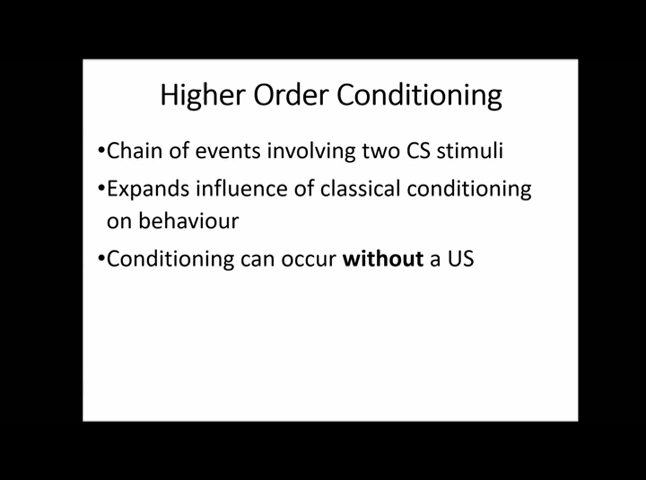 Higher Order Conditioning
•Chain of events involving two CS stimuli
•Expands influence of classical conditioning
on behaviour
•Conditioning can occur without a US